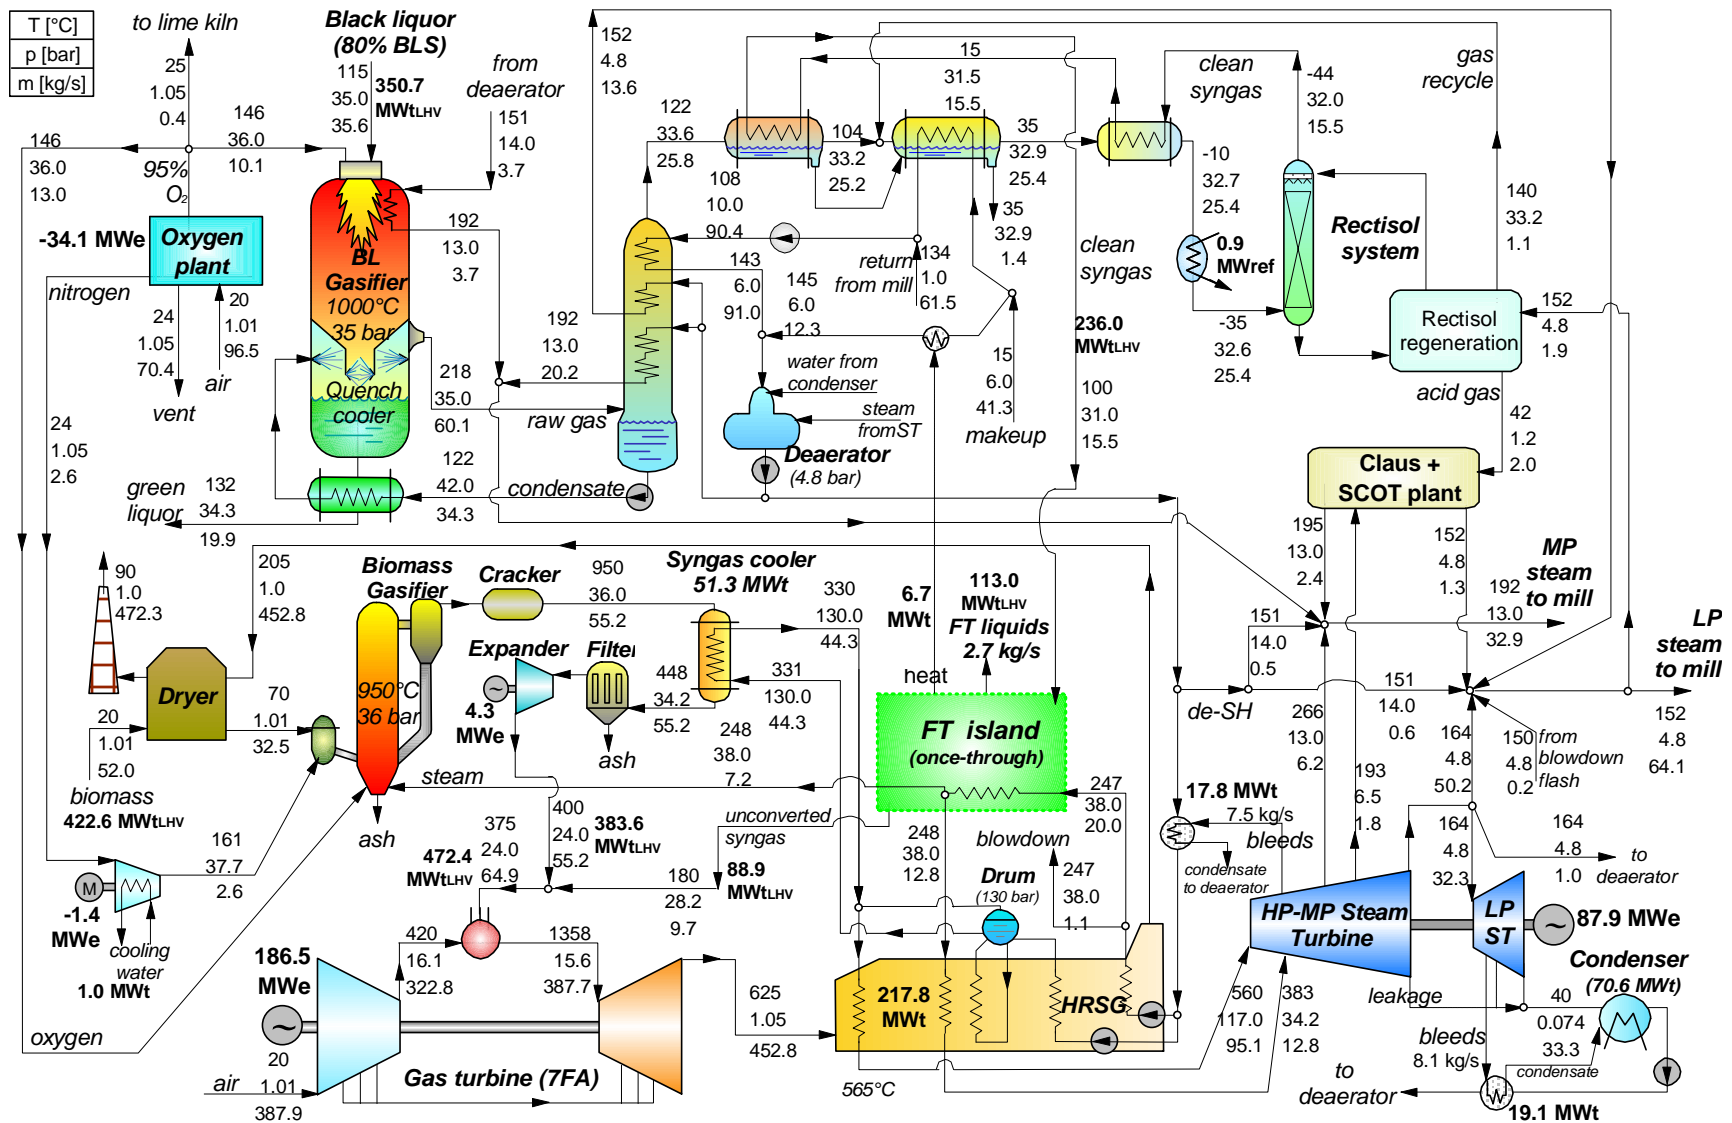 T [°C]
p [bar]
m [kg/s]
to lime kiln
25
1.05
0.4
Black liquor
(80% BLS)
115
35.0
35.6
350.7
MWtLHV
from
deaerator
151
14.0
3.7
146
36.0
13.0
146
36.0
10.1
95%
O2
-34.1 MWe
Oxygen
plant
nitrogen
24
1.05
70.4
vent
20
1.01
96.5
air
24
1.05
2.6
BL
Gasifier
1000°C
35 bar
Quench
cooler
192
13.0
3.7
218
35.0
60.1
raw gas
122
42.0
34.3
condensate
green
liquor
132
34.3
19.9
152
4.8
13.6
122
33.6
25.8
108
10.0
90.4
104
33.2
25.2
15
31.5
15.5
35
32.9
25.4
35
32.9
1.4
143
6.0
91.0
145
6.0
12.3
192
13.0
20.2
return
from mill
134
1.0
61.5
water from
condenser
steam
fromST
Deaerator
(4.8 bar)
15
6.0
41.3
makeup
clean
syngas
236.0
MWtLHV
100
31.0
15.5
clean
syngas
-44
32.0
15.5
-10
32.7
25.4
0.9
MWref
-35
32.6
25.4
gas
recycle
140
33.2
1.1
Rectisol
system
Rectisol
regeneration
152
4.8
1.9
acid gas
42
1.2
2.0
Claus +
SCOT plant
195
13.0
2.4
152
4.8
1.3
MP
steam
to mill
192
13.0
32.9
LP
steam
to mill
152
4.8
64.1
90
1.0
472.3
205
1.0
452.8
Dryer
20
1.01
52.0
biomass
422.6 MWtLHV
70
1.01
32.5
Biomass
Gasifier
950°C
36 bar
Cracker
950
36.0
55.2
Syngas cooler
51.3 MWt
330
130.0
44.3
331
130.0
44.3
Expander
4.3
MWe
Filter
448
34.2
55.2
ash
248
38.0
7.2
steam
ash
161
37.7
2.6
M
-1.4
MWe
cooling
water
1.0 MWt
oxygen
400
24.0
55.2
383.6
MWtLHV
375
24.0
64.9
472.4
MWtLHV
unconverted
syngas
180
28.2
9.7
88.9
MWtLHV
6.7
MWt
heat
113.0
MWtLHV
FT liquids
2.7 kg/s
FT island
(once-through)
247
38.0
20.0
248
38.0
12.8
blowdown
247
38.0
1.1
Drum
(130 bar)
151
14.0
0.5
de-SH
151
14.0
0.6
266
13.0
6.2
193
6.5
1.8
164
4.8
50.2
150
4.8
0.2
from
blowdown
flash
17.8 MWt
7.5 kg/s
bleeds
condensate
to deaerator
164
4.8
32.3
164
4.8
1.0
to
deaerator
HP-MP Steam
Turbine
LP
ST
87.9 MWe
Condenser
(70.6 MWt)
leakage
40
0.074
33.3
bleeds
8.1 kg/s
condensate
to
deaerator
19.1 MWt
186.5
MWe
20
1.01
387.9
air
420
16.1
322.8
1358
15.6
387.7
Gas turbine (7FA)
625
1.05
452.8
217.8
MWt
HRSG
565°C
560
117.0
95.1
383
34.2
12.8